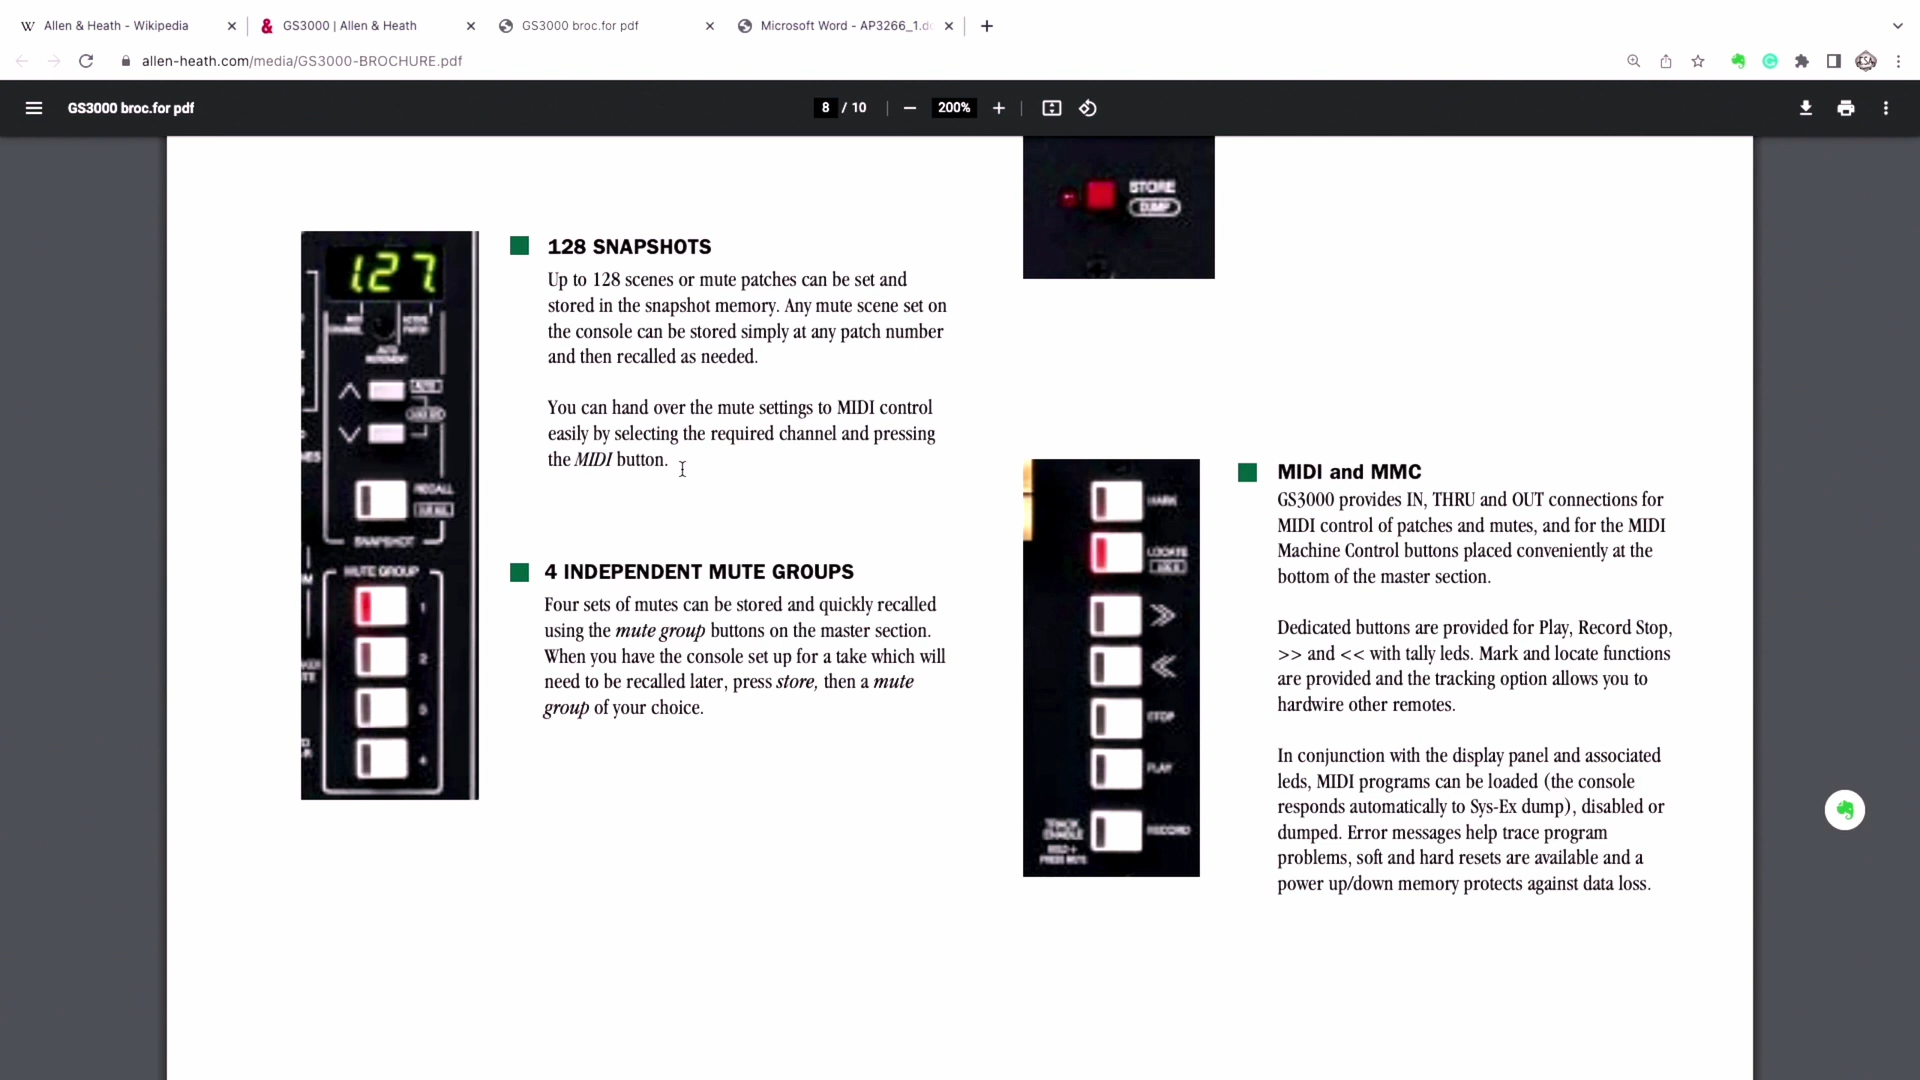 Allen & Heath - Wikipedia
GS3000 | Allen & Heath
GS3000 broc.for pdf
Microsoft Word - AP3266_1.do
allen-heath.com/media/GS3000-BROCHURE.pdf
GS3000 broc.for pdf
8 / 10
200%
STORE
DUMP
127
128 SNAPSHOTS
Up to 128 scenes or mute patches can be set and
stored in the snapshot memory. Any mute scene set on
the console can be stored simply at any patch number
and then recalled as needed.
You can hand over the mute settings to MIDI control
easily by selecting the required channel and pressing
the MIDI button.
AUTO
RECALL
SNAPSHOT
MUTE GROUP
1
2
3
4
4 INDEPENDENT MUTE GROUPS
Four sets of mutes can be stored and quickly recalled
using the mute group buttons on the master section.
When you have the console set up for a take which will
need to be recalled later, press store, then a mute
group of your choice.
MARK
LOCATE
>>
<<
STOP
PLAY
RECORD
TRACK
ENABLE
HOLD +
PRESS MUTE
MIDI and MMC
GS3000 provides IN, THRU and OUT connections for
MIDI control of patches and mutes, and for the MIDI
Machine Control buttons placed conveniently at the
bottom of the master section.
Dedicated buttons are provided for Play, Record Stop,
>> and << with tally leds. Mark and locate functions
are provided and the tracking option allows you to
hardwire other remotes.
In conjunction with the display panel and associated
leds, MIDI programs can be loaded (the console
responds automatically to Sys-Ex dump), disabled or
dumped. Error messages help trace program
problems, soft and hard resets are available and a
power up/down memory protects against data loss.